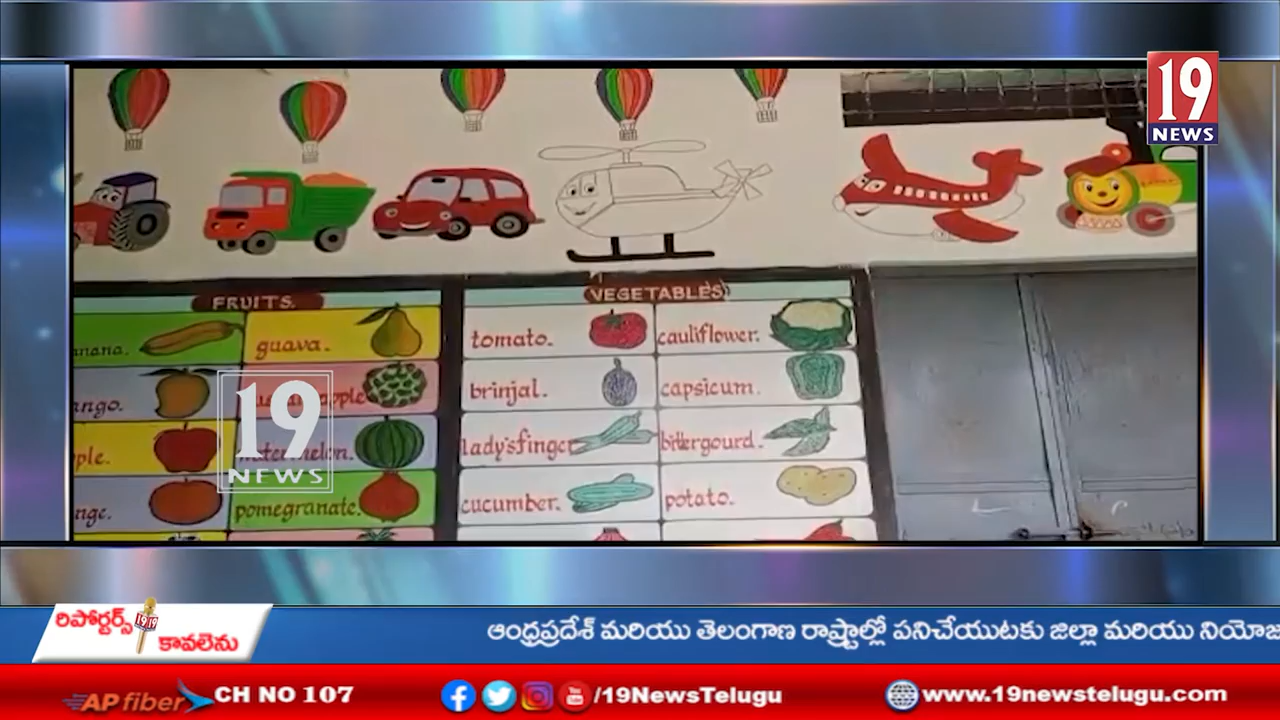 19
NEWS
FRUITS.
VEGETABLES
guava.
tomato.
cauliflower.
brinjal.
capsicum.
19
NEWS
lady'sfinger
bittergourd.
cucumber.
potato.
pomegranate.
రిపోర్టర్స్
కావలెను
ఆంధ్రప్రదేశ్ మరియు తెలంగాణ రాష్ట్రాల్లో పనిచేయుటకు జిల్లా మరియు
AP fiber
CH NO 107
/19NewsTelugu
www.19newstelugu.com